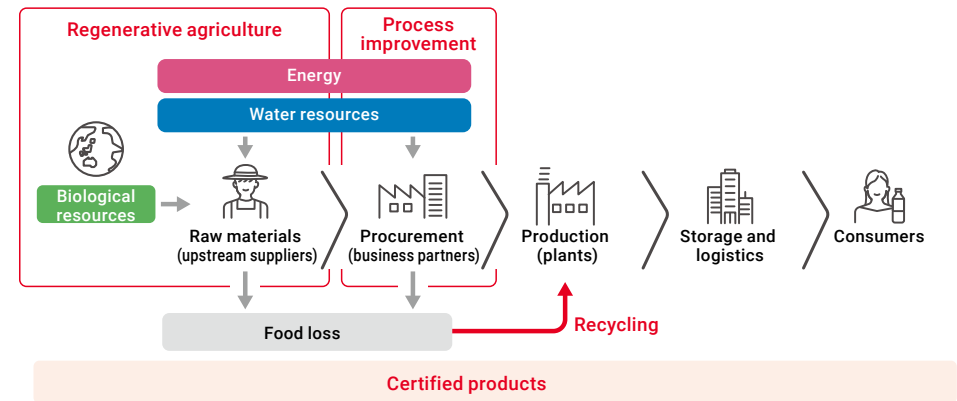 Regenerative agriculture
Process
improvement
Energy
Water resources
Biological
resources
Raw materials
(upstream suppliers)
Procurement
(business partners)
Production
(plants)
Storage and
logistics
Consumers
Food loss
Recycling
Certified products